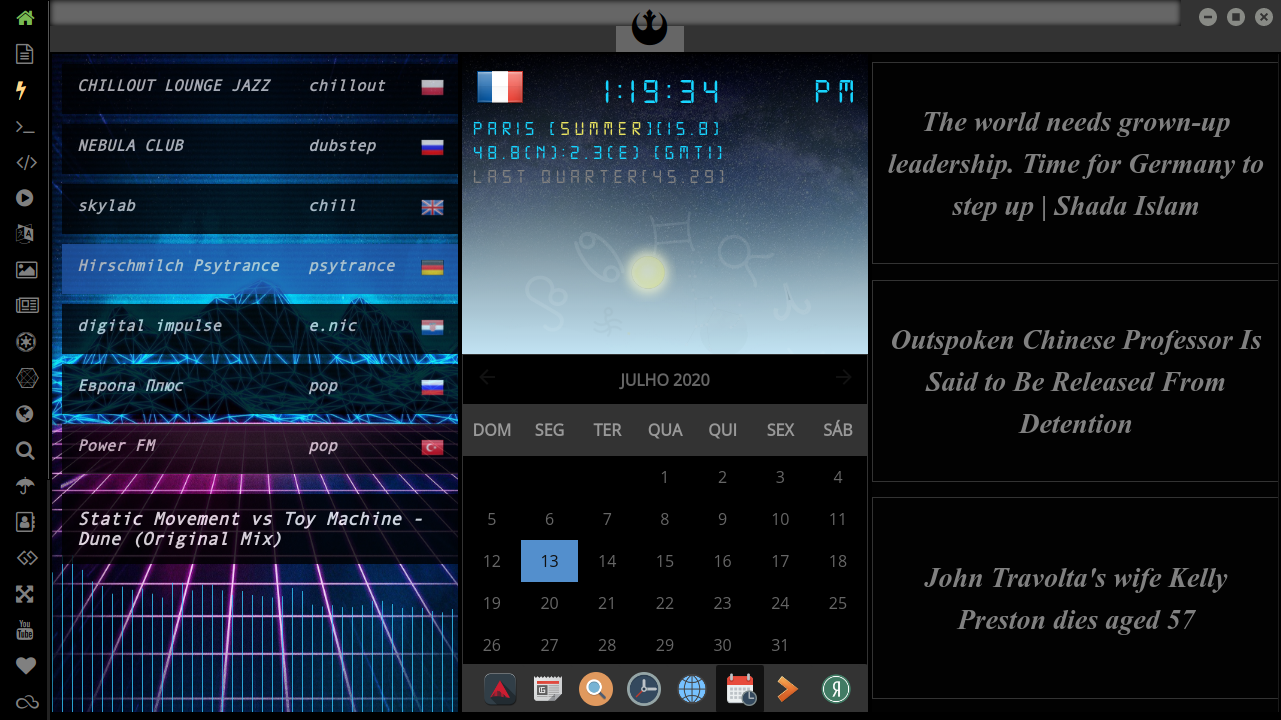 CHILLOUT LOUNGE JAZZ chillout
NEBULA CLUB dubstep
skylab chill
Hirschmilch Psytrance psytrance
digital impulse e.nic
Европа Плюс pop
Power FM pop
Static Movement vs Toy Machine -
Dune (Original Mix)
1:19:34 PM
PARIS [SUMMER][15.8]
48.8[N]:2.3[E] [GMT1]
LAST QUARTER[45.29]
JULHO 2020
DOM SEG TER QUA QUI SEX SÁB
1 2 3 4
5 6 7 8 9 10 11
12 13 14 15 16 17 18
19 20 21 22 23 24 25
26 27 28 29 30 31
The world needs grown-up
leadership. Time for Germany to
step up | Shada Islam
Outspoken Chinese Professor Is
Said to Be Released From
Detention
John Travolta's wife Kelly
Preston dies aged 57
You
Tube
Я